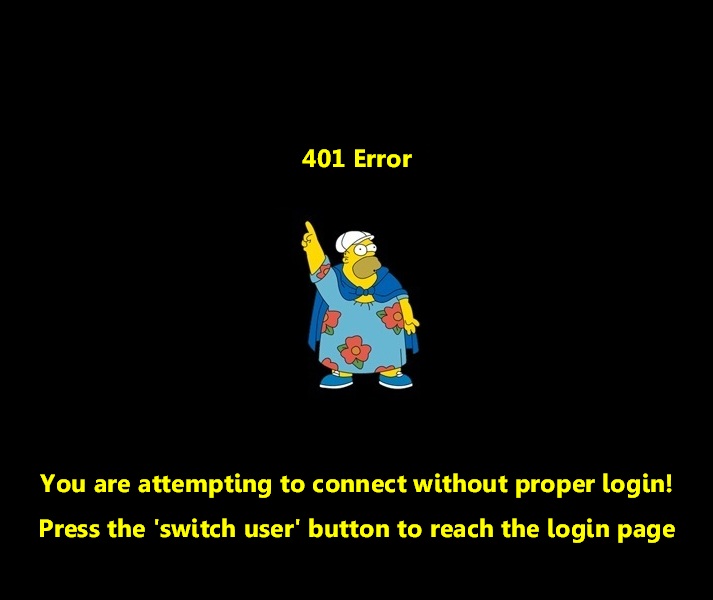 401 Error
You are attempting to connect without proper login!
Press the 'switch user' button to reach the login page